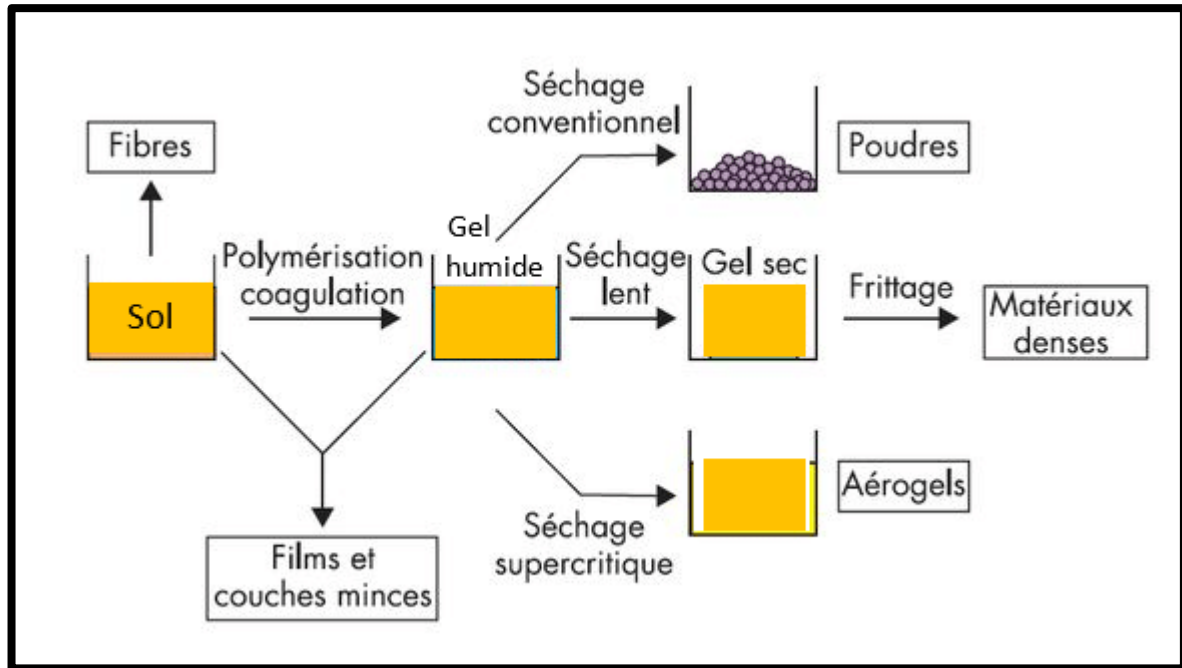 Séchage
conventionnel
Fibres
Poudres
Polymérisation
coagulation
Gel
humide
Séchage
lent
Gel sec
Frittage
Sol
Matériaux
denses
Séchage
supercritique
Aérogels
Films et
couches minces